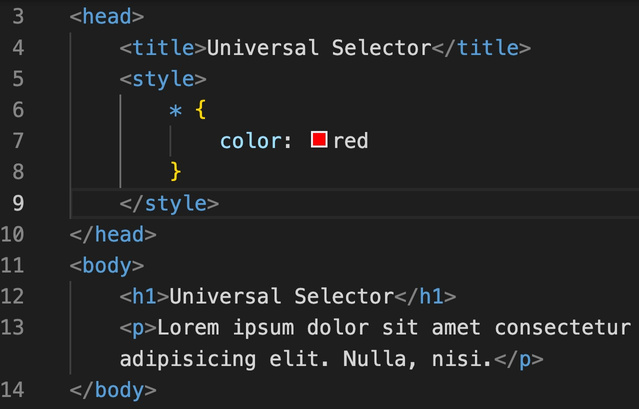 3 <head>
4 <title>Universal Selector</title>
5 <style>
6 * {
7 color: red
8 }
9 </style>
10 </head>
11 <body>
12 <h1>Universal Selector</h1>
13 <p>Lorem ipsum dolor sit amet consectetur
adipisicing elit. Nulla, nisi.</p>
14 </body>